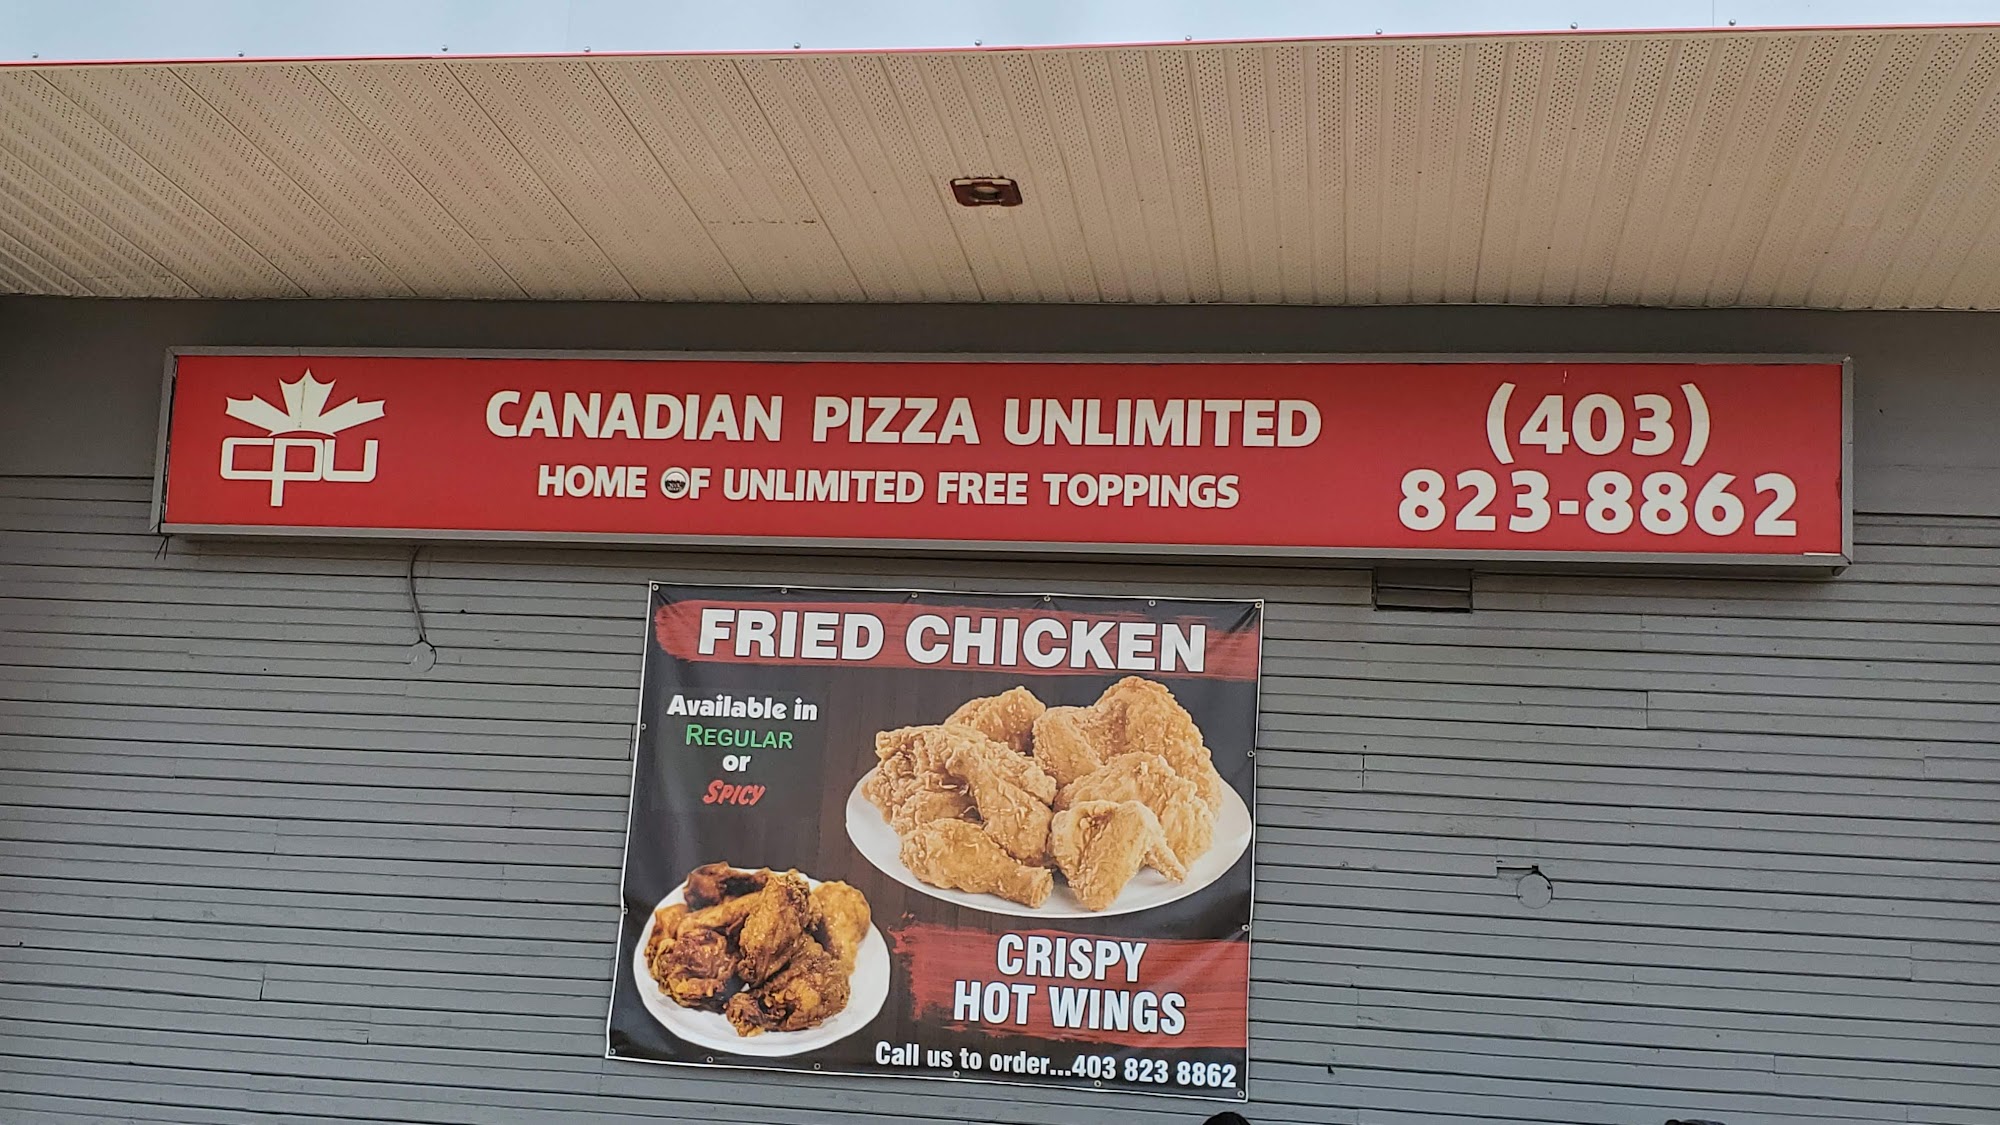 cpu
CANADIAN PIZZA UNLIMITED
HOME OF UNLIMITED FREE TOPPINGS
(403)
823-8862
FRIED CHICKEN
Available in
REGULAR
or
SPICY
CRISPY
HOT WINGS
Call us to order...403 823 8862